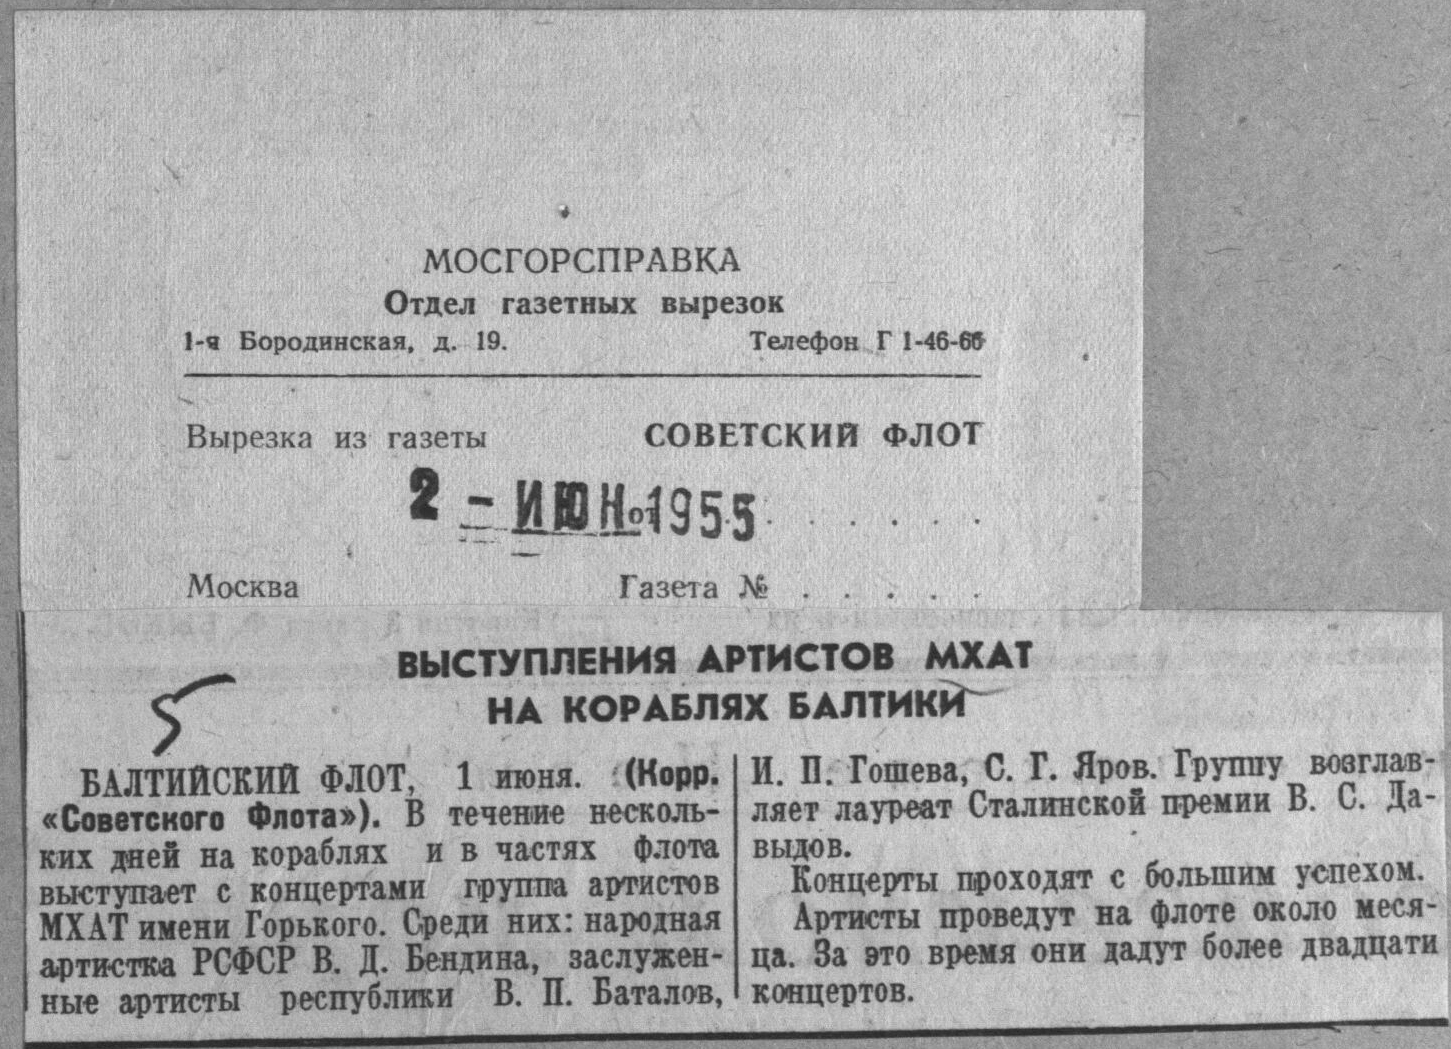 МОСГОРСПРАВКА
Отдел газетных вырезок
1-я Бородинская, д. 19. Телефон Г 1-46-66
Вырезка из газеты СОВЕТСКИЙ ФЛОТ
2 - ИЮН 1955 от . . . . . .
Москва Газета № . . . . .
ВЫСТУПЛЕНИЯ АРТИСТОВ МХАТ
НА КОРАБЛЯХ БАЛТИКИ
5
БАЛТИЙСКИЙ ФЛОТ, 1 июня. (Корр.
«Советского Флота»). В течение несколь-
ких дней на кораблях и в частях флота
выступает с концертами группа артистов
МХАТ имени Горького. Среди них: народная
артистка РСФСР В. Д. Бендина, заслужен-
ные артисты республики В. П. Баталов,
И. П. Гошева, С. Г. Яров. Группу возглав-
ляет лауреат Сталинской премии В. С. Да-
выдов.
Концерты проходят с большим успехом.
Артисты проведут на флоте около меся-
ца. За это время они дадут более двадцати
концертов.